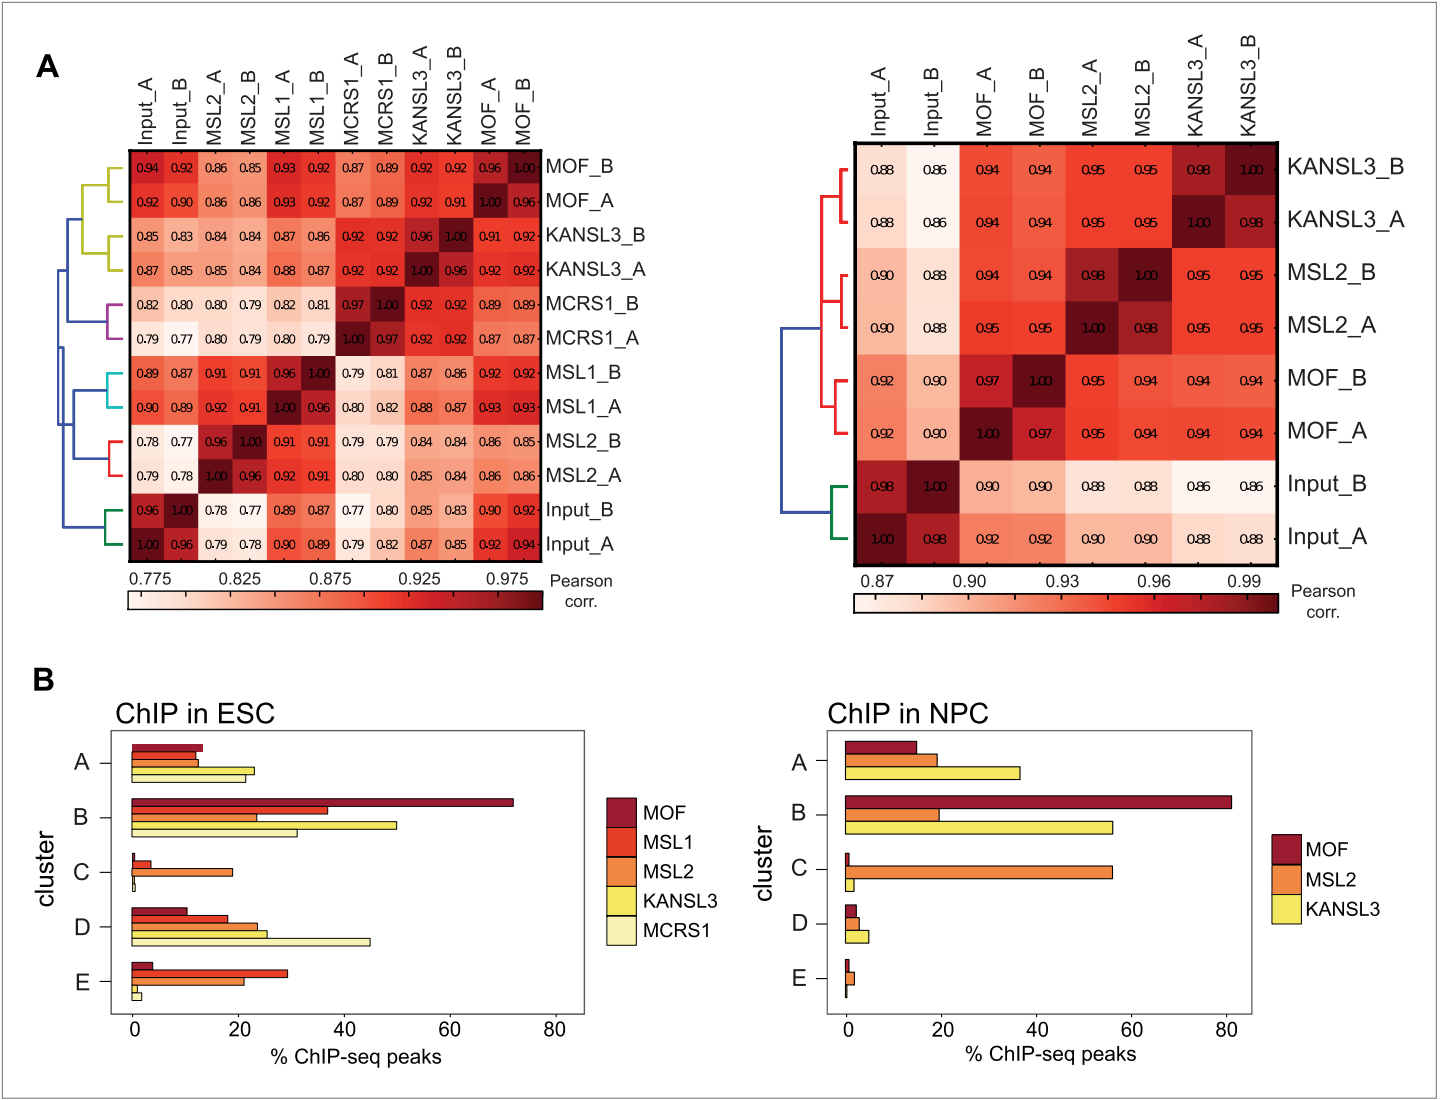 A
Input_A Input_B MSL2_A MSL2_B MSL1_A MSL1_B MCRS1_A MCRS1_B KANSL3_A KANSL3_B MOF_A MOF_B
0.94 0.92 0.86 0.85 0.93 0.92 0.87 0.89 0.92 0.92 0.96 1.00 MOF_B
0.92 0.90 0.86 0.86 0.93 0.92 0.87 0.89 0.92 0.91 1.00 0.96 MOF_A
0.85 0.83 0.84 0.84 0.87 0.86 0.92 0.92 0.96 1.00 0.91 0.92 KANSL3_B
0.87 0.85 0.85 0.84 0.88 0.87 0.92 0.92 1.00 0.96 0.92 0.92 KANSL3_A
0.82 0.80 0.80 0.79 0.82 0.81 0.97 1.00 0.92 0.92 0.89 0.89 MCRS1_B
0.79 0.77 0.80 0.79 0.80 0.79 1.00 0.97 0.92 0.92 0.87 0.87 MCRS1_A
0.89 0.87 0.91 0.91 0.96 1.00 0.79 0.81 0.87 0.86 0.92 0.92 MSL1_B
0.90 0.89 0.92 0.91 1.00 0.96 0.80 0.82 0.88 0.87 0.93 0.93 MSL1_A
0.78 0.77 0.96 1.00 0.91 0.91 0.79 0.79 0.84 0.84 0.86 0.85 MSL2_B
0.79 0.78 1.00 0.96 0.92 0.91 0.80 0.80 0.85 0.84 0.86 0.86 MSL2_A
0.96 1.00 0.78 0.77 0.89 0.87 0.77 0.80 0.85 0.83 0.90 0.92 Input_B
1.00 0.96 0.79 0.78 0.90 0.89 0.79 0.82 0.87 0.85 0.92 0.94 Input_A
0.775 0.825 0.875 0.925 0.975 Pearson
corr.
Input_A Input_B MOF_A MOF_B MSL2_A MSL2_B KANSL3_A KANSL3_B
0.88 0.86 0.94 0.94 0.95 0.95 0.98 1.00 KANSL3_B
0.88 0.86 0.94 0.94 0.95 0.95 1.00 0.98 KANSL3_A
0.90 0.88 0.94 0.94 0.98 1.00 0.95 0.95 MSL2_B
0.90 0.88 0.95 0.95 1.00 0.98 0.95 0.95 MSL2_A
0.92 0.90 0.97 1.00 0.95 0.94 0.94 0.94 MOF_B
0.92 0.90 1.00 0.97 0.95 0.94 0.94 0.94 MOF_A
0.98 1.00 0.90 0.90 0.88 0.88 0.86 0.86 Input_B
1.00 0.98 0.92 0.92 0.90 0.90 0.88 0.88 Input_A
0.87 0.90 0.93 0.96 0.99 Pearson
corr.
B
ChIP in ESC
A
B
C
D
E
cluster
0 20 40 60 80
% ChIP-seq peaks
MOF
MSL1
MSL2
KANSL3
MCRS1
ChIP in NPC
A
B
C
D
E
cluster
0 20 40 60 80
% ChIP-seq peaks
MOF
MSL2
KANSL3